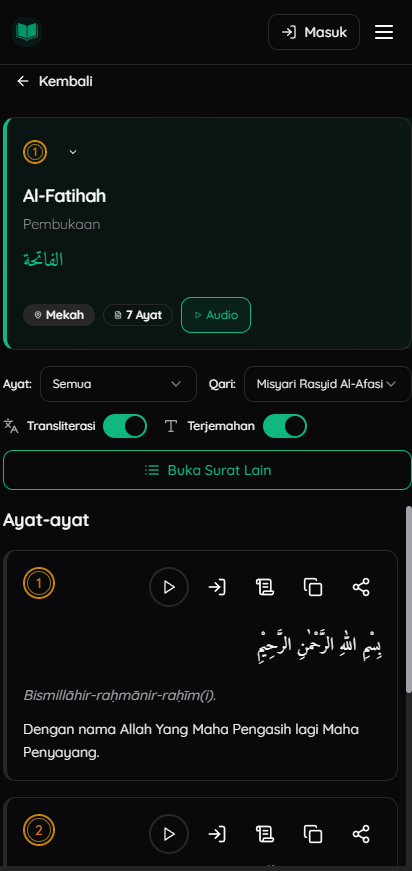 Masuk
Kembali
1
Al-Fatihah
Pembukaan
الفاتحة
Mekah 7 Ayat Audio
Ayat: Semua Qari: Misyari Rasyid Al-Afasi
Transliterasi Terjemahan
Buka Surat Lain
Ayat-ayat
1
بِسْمِ اللّٰهِ الرَّحْمٰنِ الرَّحِيْمِ
Bismillāhir-raḥmānir-raḥīm(i).
Dengan nama Allah Yang Maha Pengasih lagi Maha
Penyayang.
2